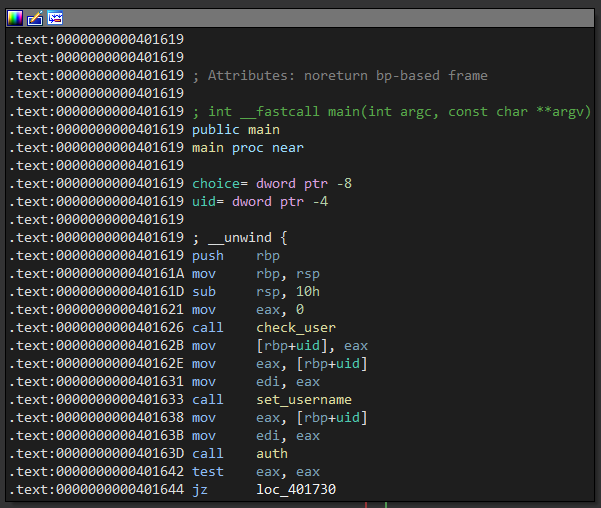 .text:0000000000401619
.text:0000000000401619
.text:0000000000401619 ; Attributes: noreturn bp-based frame
.text:0000000000401619
.text:0000000000401619 ; int __fastcall main(int argc, const char **argv)
.text:0000000000401619 public main
.text:0000000000401619 main proc near
.text:0000000000401619
.text:0000000000401619 choice= dword ptr -8
.text:0000000000401619 uid= dword ptr -4
.text:0000000000401619
.text:0000000000401619 ; __unwind {
.text:0000000000401619 push    rbp
.text:000000000040161A mov     rbp, rsp
.text:000000000040161D sub     rsp, 10h
.text:0000000000401621 mov     eax, 0
.text:0000000000401626 call    check_user
.text:000000000040162B mov     [rbp+uid], eax
.text:000000000040162E mov     eax, [rbp+uid]
.text:0000000000401631 mov     edi, eax
.text:0000000000401633 call    set_username
.text:0000000000401638 mov     eax, [rbp+uid]
.text:000000000040163B mov     edi, eax
.text:000000000040163D call    auth
.text:0000000000401642 test    eax, eax
.text:0000000000401644 jz      loc_401730